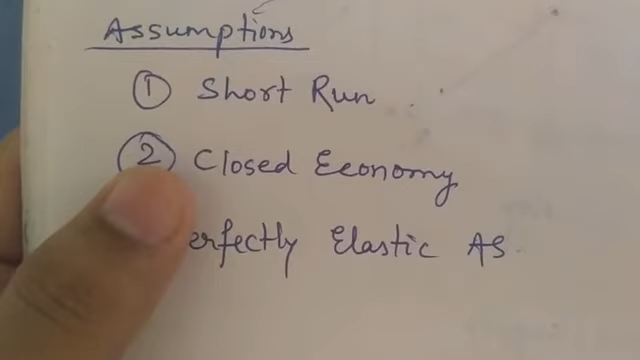 Assumptions
① Short Run
② Closed Economy
erfectly Elastic AS